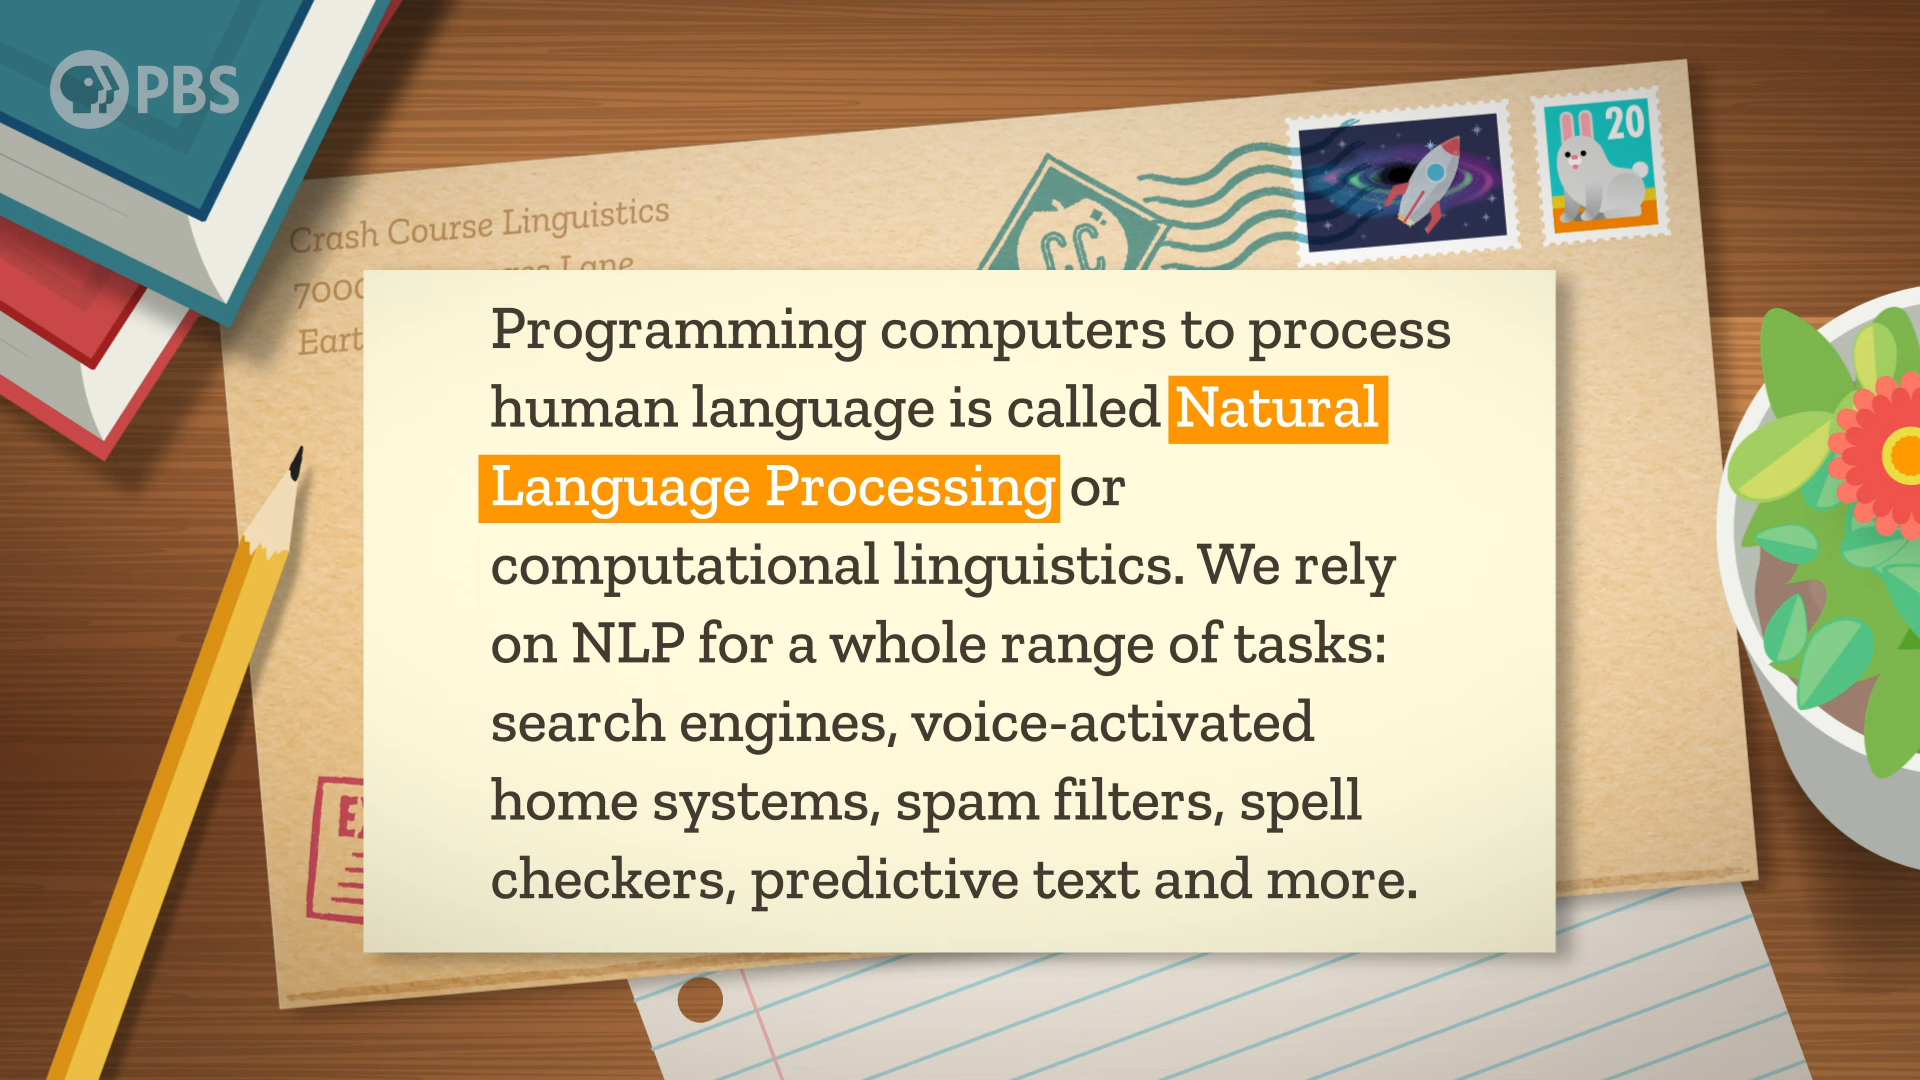 PBS
20
CC
Crash Course Linguistics
Lane
Programming computers to process
human language is called Natural
Language Processing or
computational linguistics. We rely
on NLP for a whole range of tasks:
search engines, voice-activated
home systems, spam filters, spell
checkers, predictive text and more.